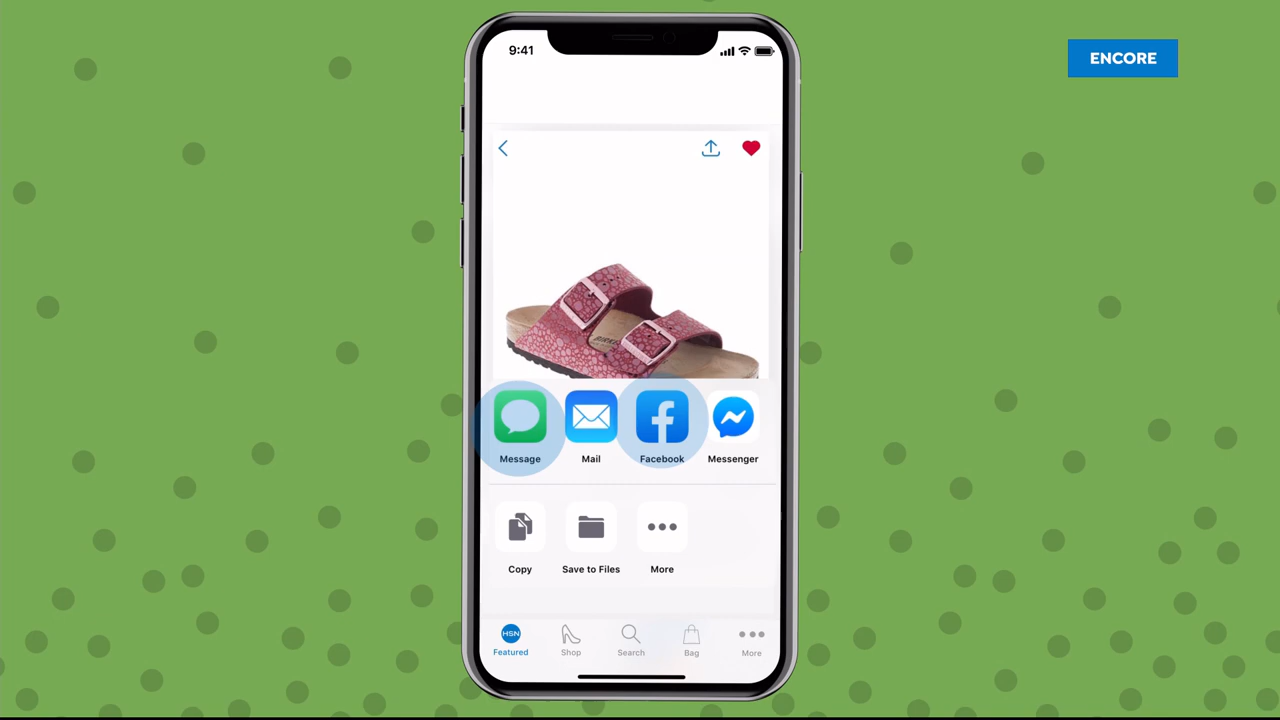 9:41
ENCORE
Message
Mail
Facebook
Messenger
Copy
Save to Files
More
HSN
Featured
Shop
Search
Bag
More